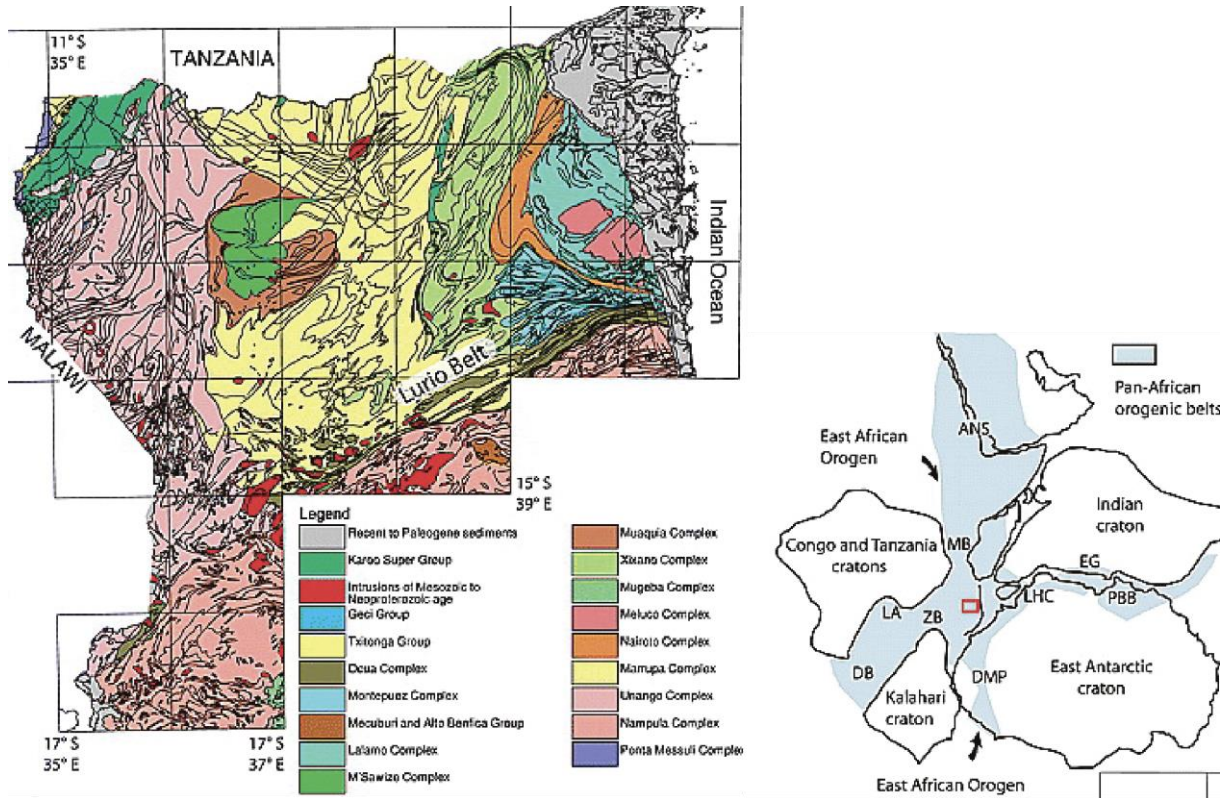 11° S
35° E
TANZANIA
Indian Ocean
MALAWI
Lurio Belt
15° S
39° E
17° S
35° E
17° S
37° E
Legend
Recent to Paleogene sediments
Karoo Super Group
Intrusions of Mesozoic to
Neoproterozoic age
Geci Group
Txitonga Group
Ocua Complex
Montepuez Complex
Mecuburi and Alto Benfica Group
Lalamo Complex
M'Sawize Complex
Muaquia Complex
Xixano Complex
Mugeba Complex
Meluco Complex
Nairoto Complex
Marrupa Complex
Unango Complex
Nampula Complex
Ponta Messuli Complex
Pan-African
orogenic belts
ANS
East African
Orogen
Indian
craton
Congo and Tanzania
cratons
MB
EG
LHC
PBB
LA
ZB
DB
DMP
Kalahari
craton
East Antarctic
craton
East African Orogen